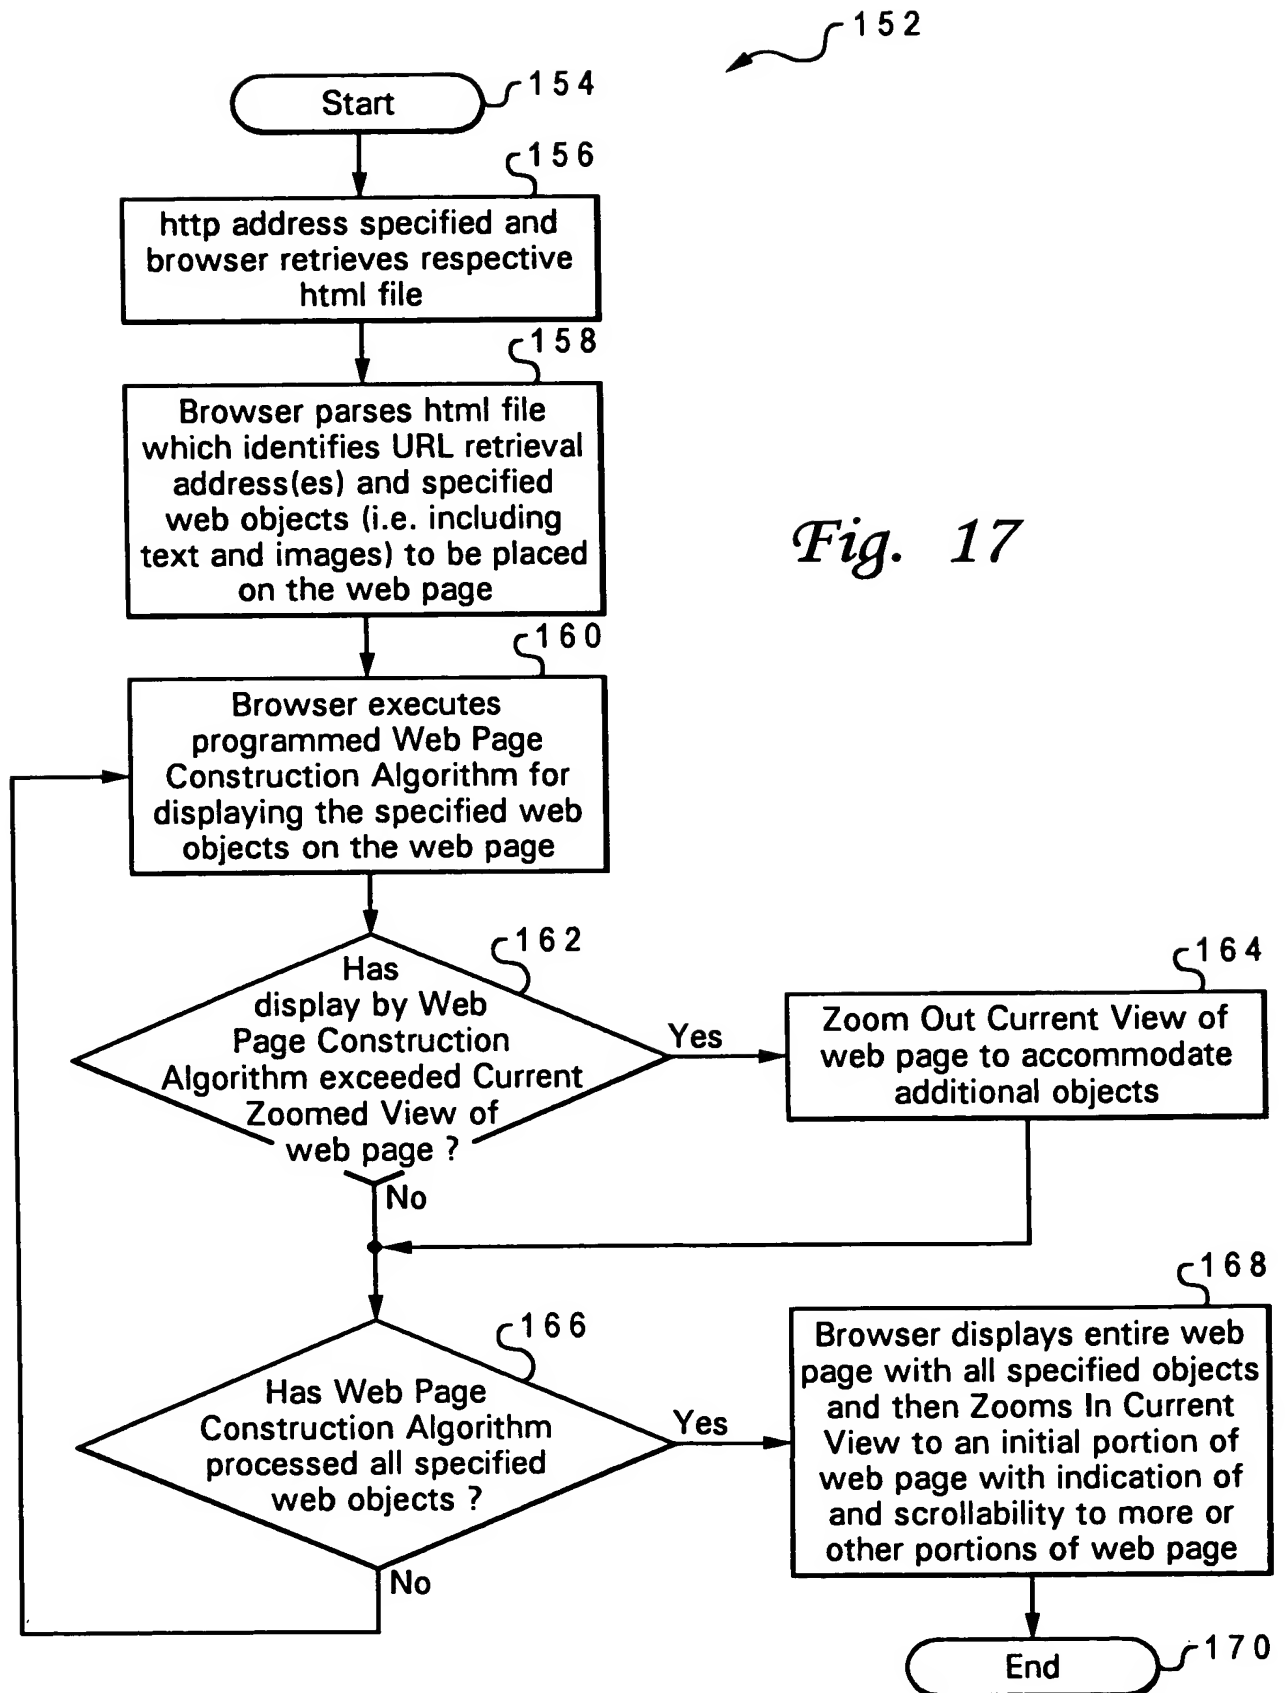 152
Start
154
156
http address specified and
browser retrieves respective
html file
158
Browser parses html file
which identifies URL retrieval
address(es) and specified
web objects (i.e. including
text and images) to be placed
on the web page
Fig. 17
160
Browser executes
programmed Web Page
Construction Algorithm for
displaying the specified web
objects on the web page
162
Has
display by Web
Page Construction
Algorithm exceeded Current
Zoomed View of
web page ?
Yes
No
164
Zoom Out Current View of
web page to accommodate
additional objects
166
Has Web Page
Construction Algorithm
processed all specified
web objects ?
Yes
No
168
Browser displays entire web
page with all specified objects
and then Zooms In Current
View to an initial portion of
web page with indication of
and scrollability to more or
other portions of web page
End
170